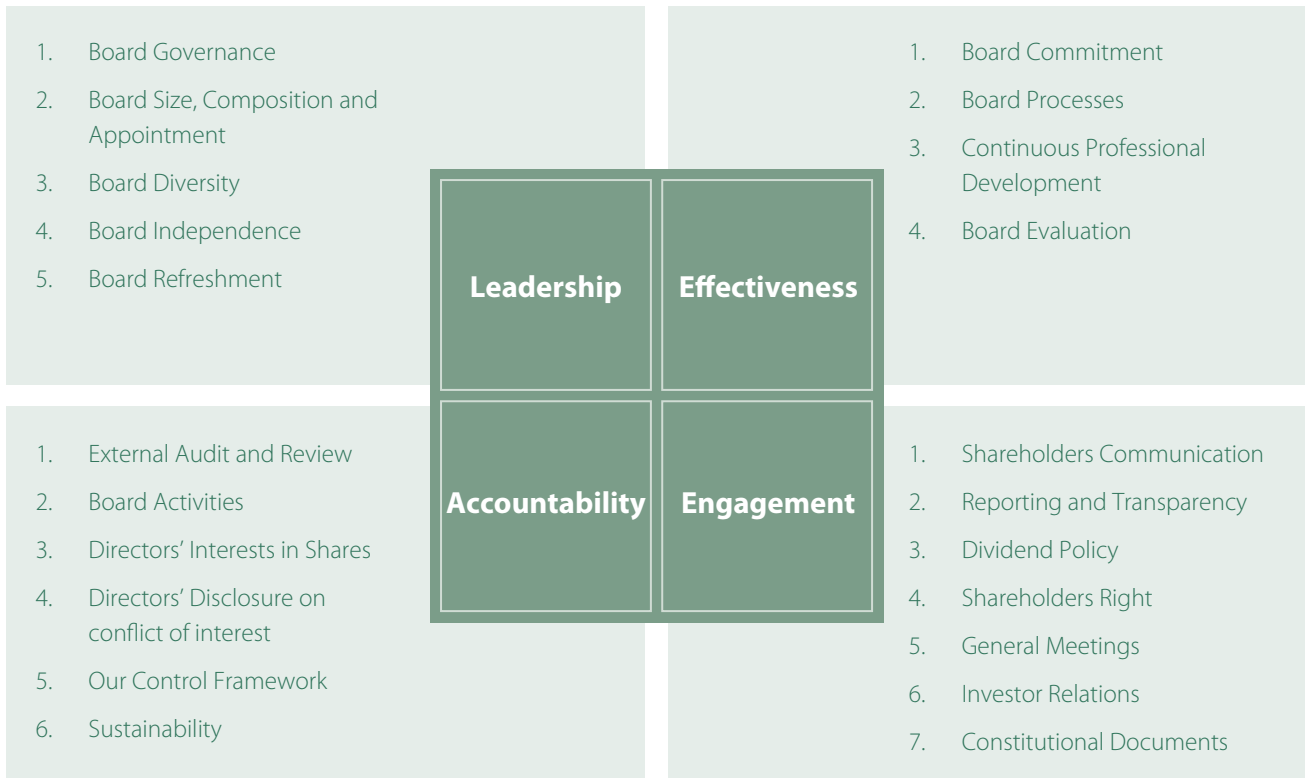 1. Board Governance
2. Board Size, Composition and
Appointment
3. Board Diversity
4. Board Independence
5. Board Refreshment
1. Board Commitment
2. Board Processes
3. Continuous Professional
Development
4. Board Evaluation
Leadership
Effectiveness
Accountability
Engagement
1. External Audit and Review
2. Board Activities
3. Directors’ Interests in Shares
4. Directors’ Disclosure on
conflict of interest
5. Our Control Framework
6. Sustainability
1. Shareholders Communication
2. Reporting and Transparency
3. Dividend Policy
4. Shareholders Right
5. General Meetings
6. Investor Relations
7. Constitutional Documents